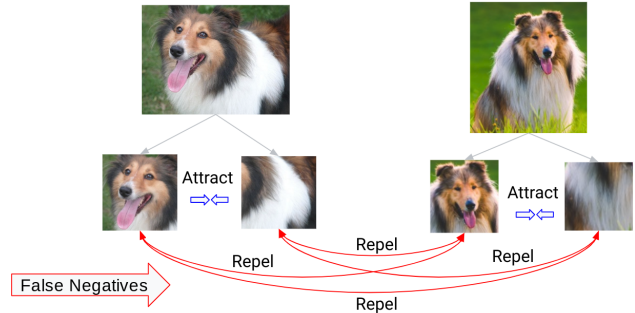 Attract
Attract
Repel
Repel
Repel
False Negatives
Repel